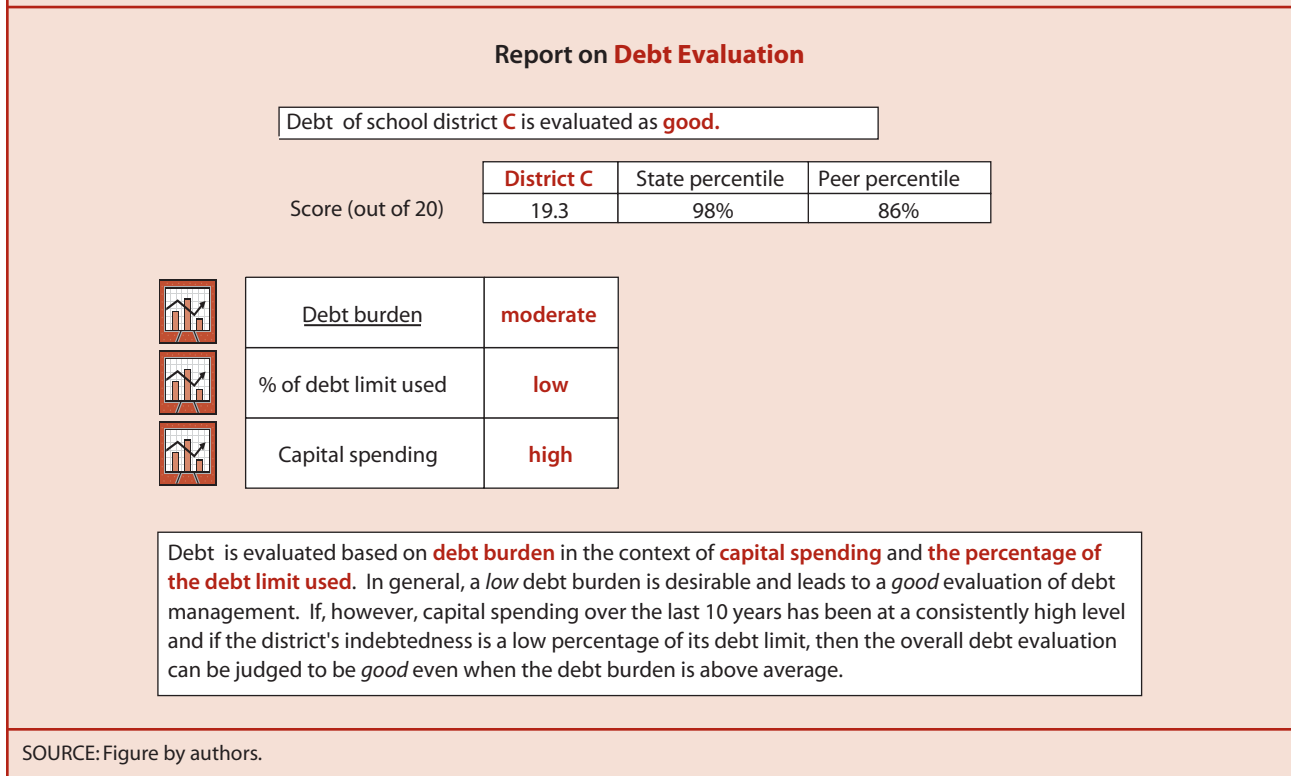 Report on Debt Evaluation
Debt of school district C is evaluated as good.
District C State percentile Peer percentile
Score (out of 20) 19.3 98% 86%
Debt burden moderate
% of debt limit used low
Capital spending high
Debt is evaluated based on debt burden in the context of capital spending and the percentage of
the debt limit used. In general, a low debt burden is desirable and leads to a good evaluation of debt
management. If, however, capital spending over the last 10 years has been at a consistently high level
and if the district's indebtedness is a low percentage of its debt limit, then the overall debt evaluation
can be judged to be good even when the debt burden is above average.
SOURCE: Figure by authors.